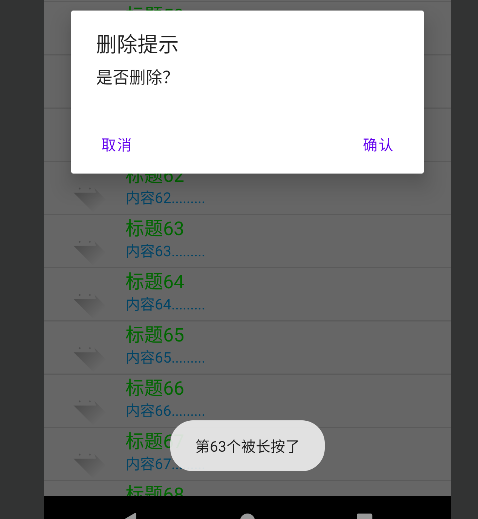 删除提示
是否删除?
取消
确认
标题62
内容62.........
标题63
内容63.........
标题64
内容64.........
标题65
内容65.........
标题66
内容66.........
标题6
内容67.........
第63个被长按了
标题68